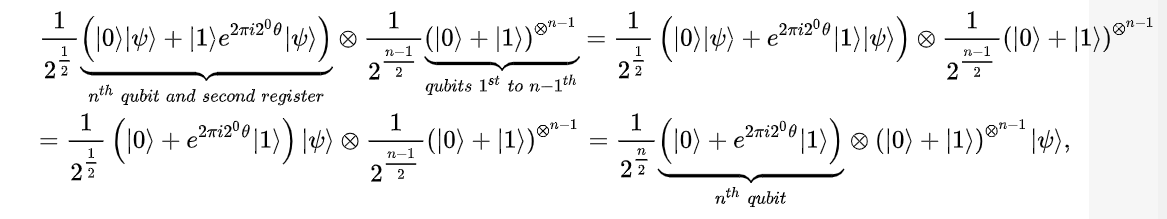 $\frac{1}{2^{\frac{1}{2}}} \underbrace{\left(|0\rangle|\psi\rangle + |1\rangle e^{2\pi i 2^0 \theta}|\psi\rangle\right)}_{n^{th}\ qubit\ and\ second\ register} \otimes \frac{1}{2^{\frac{n-1}{2}}} \underbrace{(|0\rangle + |1\rangle)^{\otimes^{n-1}}}_{qubits\ 1^{st}\ to\ n-1^{th}} = \frac{1}{2^{\frac{1}{2}}} \left(|0\rangle|\psi\rangle + e^{2\pi i 2^0 \theta}|1\rangle|\psi\rangle\right) \otimes \frac{1}{2^{\frac{n-1}{2}}} (|0\rangle + |1\rangle)^{\otimes^{n-1}}$
$= \frac{1}{2^{\frac{1}{2}}} \left(|0\rangle + e^{2\pi i 2^0 \theta}|1\rangle\right)|\psi\rangle \otimes \frac{1}{2^{\frac{n-1}{2}}} (|0\rangle + |1\rangle)^{\otimes^{n-1}} = \frac{1}{2^{\frac{n}{2}}} \underbrace{\left(|0\rangle + e^{2\pi i 2^0 \theta}|1\rangle\right)}_{n^{th}\ qubit} \otimes (|0\rangle + |1\rangle)^{\otimes^{n-1}}|\psi\rangle,$